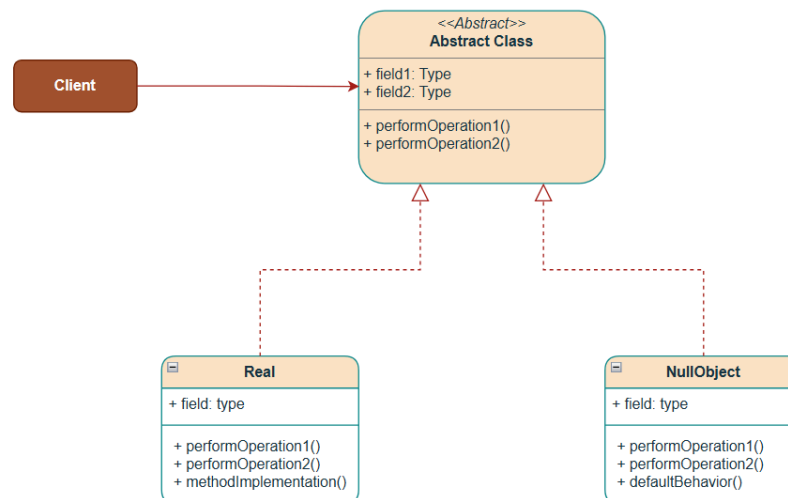 <<Abstract>>
Abstract Class
+ field1: Type
+ field2: Type
+ performOperation1()
+ performOperation2()
Client
Real
+ field: type
+ performOperation1()
+ performOperation2()
+ methodImplementation()
NullObject
+ field: type
+ performOperation1()
+ performOperation2()
+ defaultBehavior()